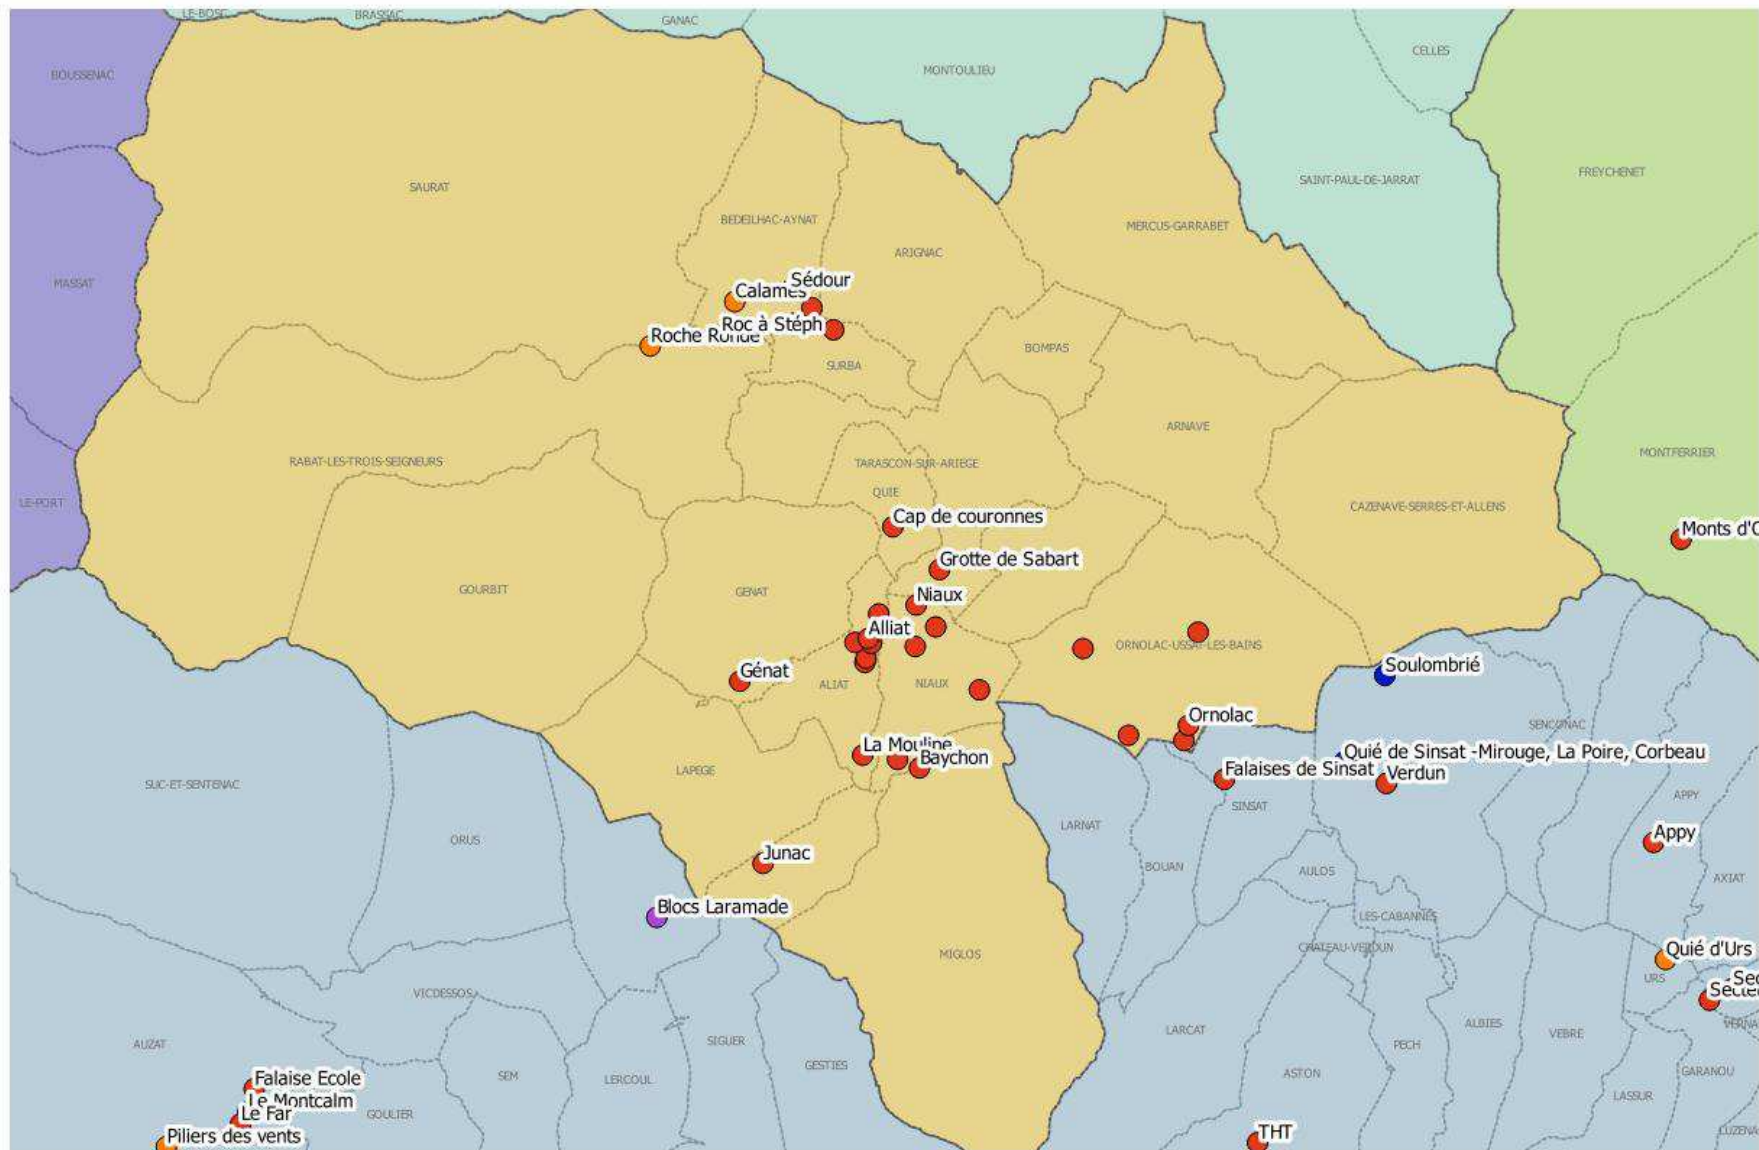 LE-BOSC
BRASSAC
GANAC
BOUSSENAC
MONTOULIEU
CELLES
SAURAT
FREYCHENET
SAINT-PAUL-DE-JARRAT
BEDEILHAC-AYNAT
MERCUS-GARRABET
ARIGNAC
MASSAT
Sédour
Calamès
Roc à Stéph
Roche Ronde
BOMPAS
SURBA
ARNAVE
MONTFERRIER
RABAT-LES-TROIS-SEIGNEURS
TARASCON-SUR-ARIEGE
QUIE
LE-PORT
CAZENAVE-SERRES-ET-ALLENS
Cap de couronnes
Monts d'O
Grotte de Sabart
GOURBIT
GENAT
Niaux
Alliat
ORNOLAC-USSAT-LES-BAINS
Soulombrié
Génat
ALIAT
NIAUX
Ornolac
SENCONAC
La Mouline
Baychon
Quié de Sinsat -Mirouge, La Poire, Corbeau
LAPEGE
Falaises de Sinsat
Verdun
SUC-ET-SENTENAC
SINSAT
APPY
LARNAT
Appy
ORUS
Junac
BOUAN
AULOS
AXIAT
Blocs Laramade
LES-CABANNES
CHATEAU-VERDUN
MIGLOS
Quié d'Urs
URS
VICDESSOS
LARCAT
ALBIES
VEBRE
AUZAT
SIGUER
GESTIES
PECH
SEM
LERCOUL
ASTON
GARANOU
Falaise Ecole
Le Montcalm
Le Far
GOULIER
LASSUR
Piliers des vents
THT